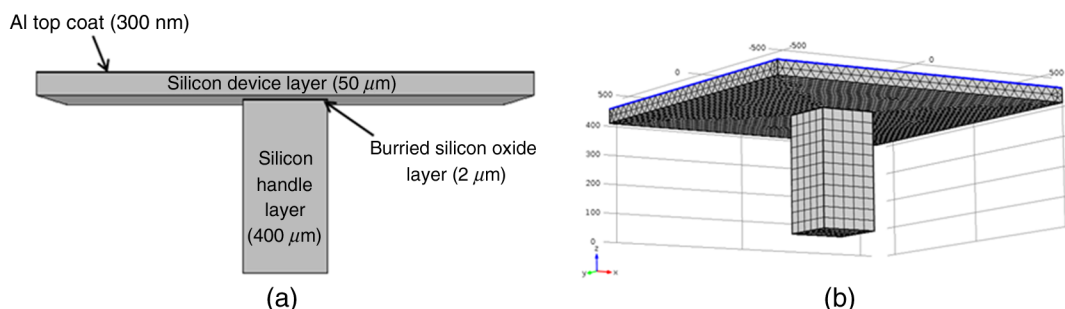 Al top coat (300 nm)
Silicon device layer (50 μm)
Silicon
handle
layer
(400 μm)
Burried silicon oxide
layer (2 μm)
(a)
-500
-500
0
0
500
500
400
300
200
100
0
z
y
x
(b)